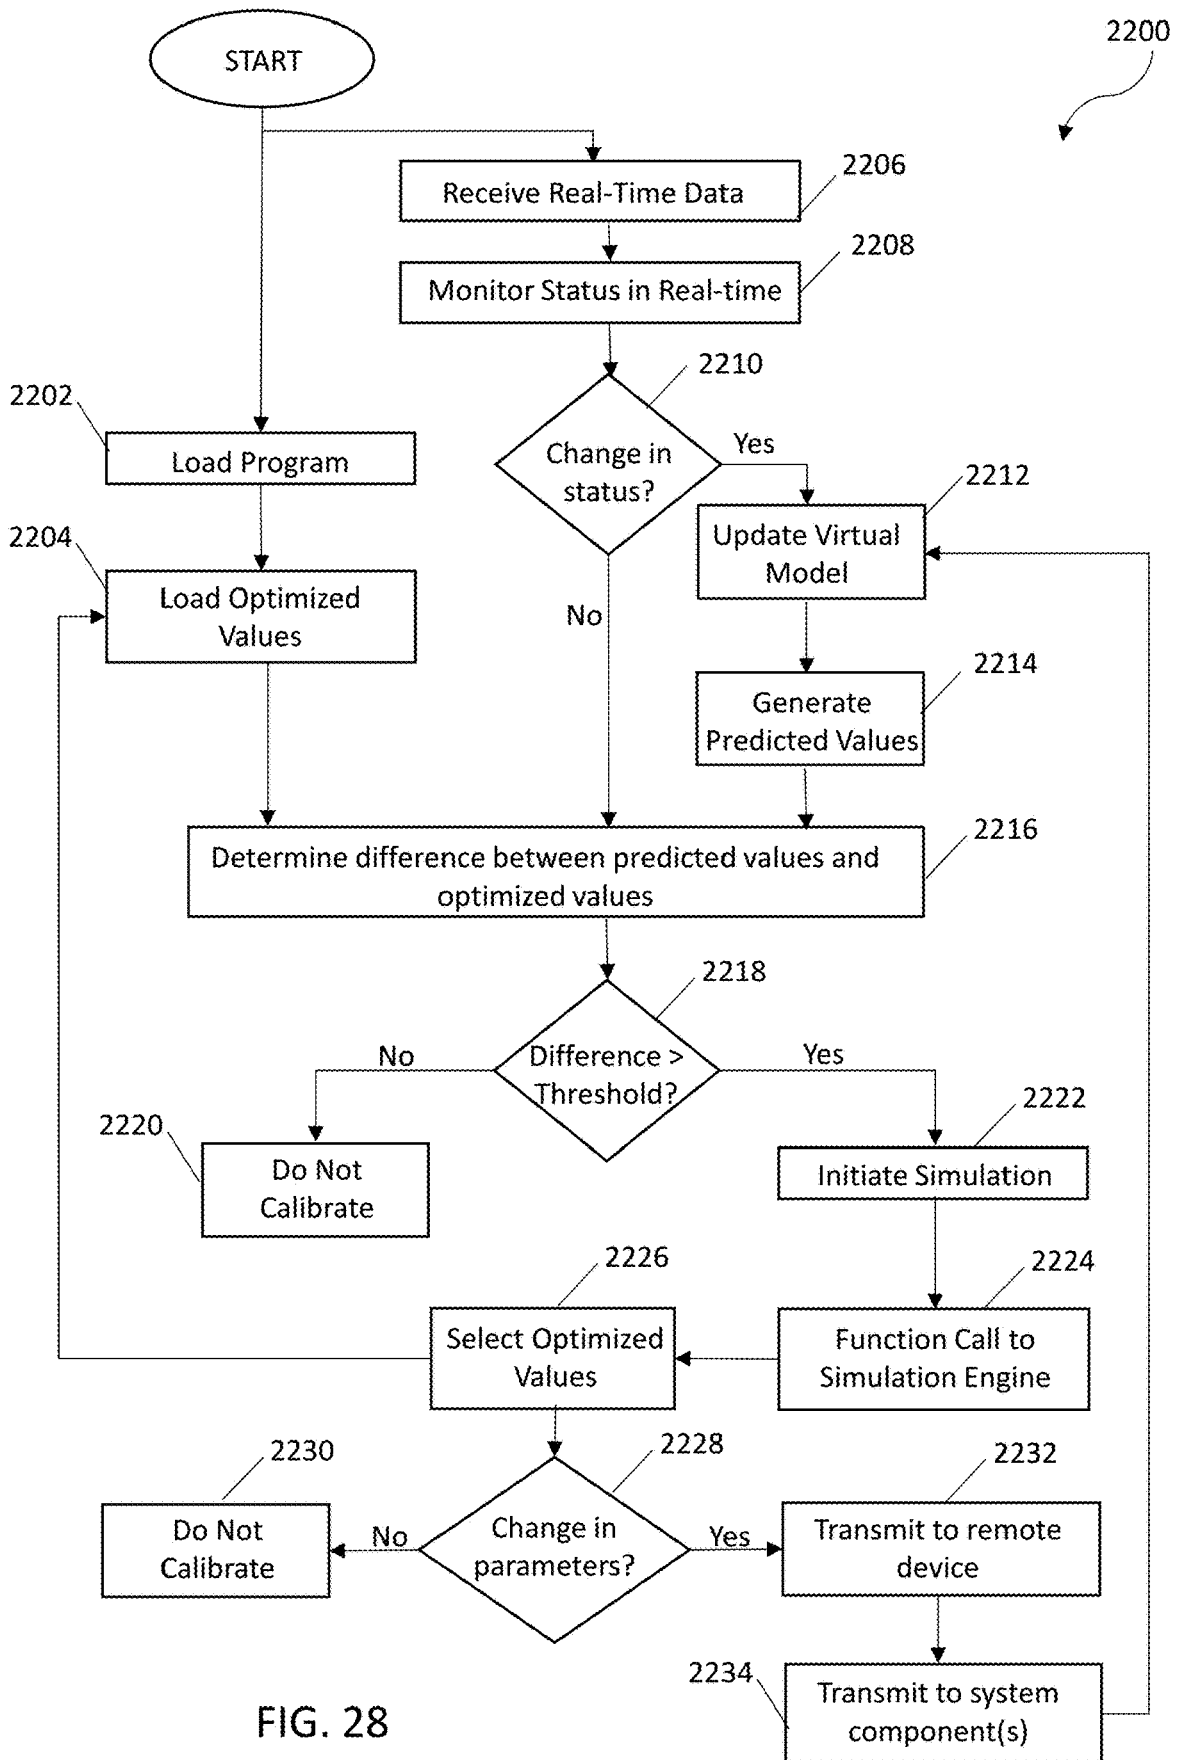 2200
START
2206
Receive Real-Time Data
2208
Monitor Status in Real-time
2210
2202
Change in
status?
Yes
Load Program
2212
2204
Update Virtual
Model
Load Optimized
Values
No
2214
Generate
Predicted Values
2216
Determine difference between predicted values and
optimized values
2218
No
Difference >
Threshold?
Yes
2222
2220
Do Not
Calibrate
Initiate Simulation
2226
2224
Select Optimized
Values
Function Call to
Simulation Engine
2230
2228
2232
Do Not
Calibrate
No
Change in
parameters?
Yes
Transmit to remote
device
2234
Transmit to system
component(s)
FIG. 28